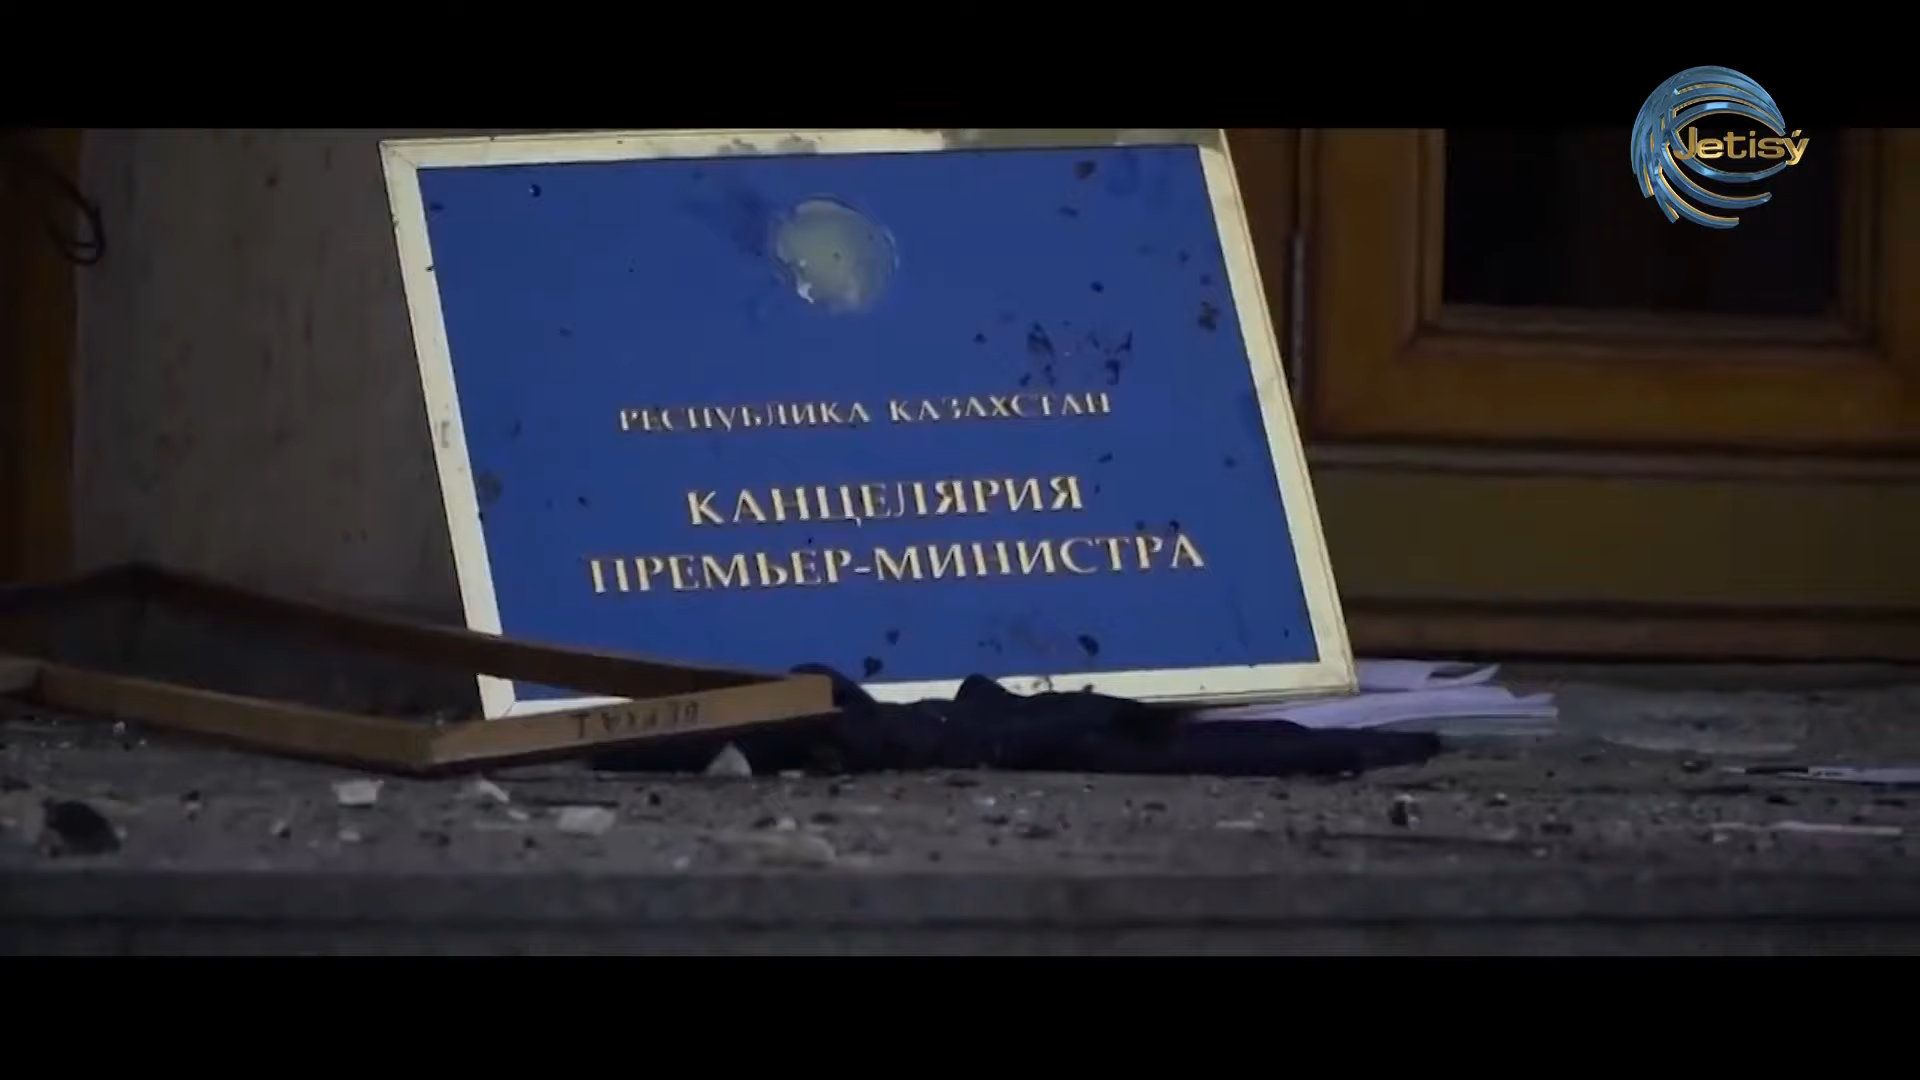 Jetisý
РЕСПУБЛИКА КАЗАХСТАН
КАНЦЕЛЯРИЯ
ПРЕМЬЕР-МИНИСТРА